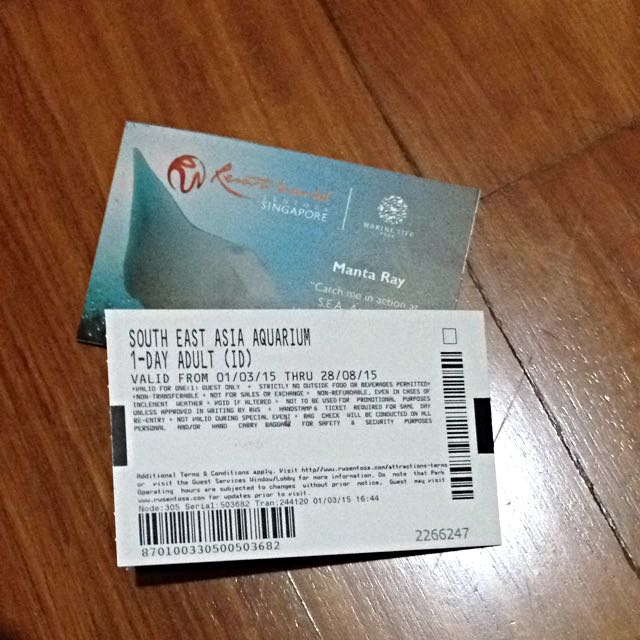 Resorts World
SENTOSA
SINGAPORE
MARINE LIFE
PARK
Manta Ray
"Catch me in action at
S.E.A.
SOUTH EAST ASIA AQUARIUM
1-DAY ADULT (ID)
VALID FROM 01/03/15 THRU 28/08/15
*VALID FOR ONE(1) GUEST ONLY * STRICTLY NO OUTSIDE FOOD OR BEVERAGES PERMITTED*
*NON-TRANSFERABLE * NOT FOR SALES OR EXCHANGE * NON-REFUNDABLE, EVEN IN CASES OF
INCLEMENT WEATHER * VOID IF ALTERED * NOT TO BE USED FOR PROMOTIONAL PURPOSES
UNLESS APPROVED IN WRITING BY RWS * HANDSTAMP & TICKET REQUIRED FOR SAME DAY
RE-ENTRY * NOT VALID DURING SPECIAL EVENT * BAG CHECK WILL BE CONDUCTED ON ALL
PERSONAL AND/OR HAND CARRY BAGGAGE FOR SAFETY & SECURITY PURPOSES
Additional Terms & Conditions apply. Visit http//www.rwsentosa.com/attractions-terms
or visit the Guest Services Window/Lobby for more information. Do note that Park
Operating hours are subjected to changes without prior notice, Guest may visit
www.rwsentosa.com for updates prior to visit.
Node:305 Serial:503682 Tran:244120 01/03/15 16:44
870100330500503682
2266247